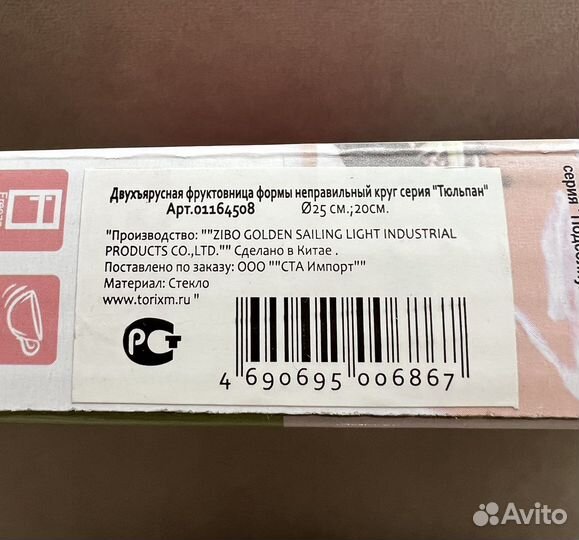 Двухъярусная фруктовница формы неправильный круг серия "Тюльпан"
Арт.01164508 Ø25 см.;20см.
"Производство: ""ZIBO GOLDEN SAILING LIGHT INDUSTRIAL
PRODUCTS CO.,LTD."" Сделано в Китае .
Поставлено по заказу: ООО ""СТА Импорт""
Материал: Стекло
www.torixm.ru "
РСТ
4 690695 006867
серия
Avito